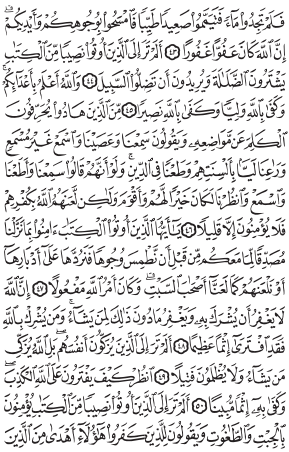 فَلَمْ تَجِدُوا۟ مَآءً فَتَيَمَّمُوا۟ صَعِيدًا طَيِّبًا فَٱمْسَحُوا۟ بِوُجُوهِكُمْ وَأَيْدِيكُمْ
إِنَّ ٱللَّهَ كَانَ عَفُوًّا غَفُورًا ٤٣ أَلَمْ تَرَ إِلَى ٱلَّذِينَ أُوتُوا۟ نَصِيبًا مِّنَ ٱلْكِتَٰبِ
يَشْتَرُونَ ٱلضَّلَٰلَةَ وَيُرِيدُونَ أَن تَضِلُّوا۟ ٱلسَّبِيلَ ٤٤ وَٱللَّهُ أَعْلَمُ بِأَعْدَآئِكُمْ
وَكَفَىٰ بِٱللَّهِ وَلِيًّا وَكَفَىٰ بِٱللَّهِ نَصِيرًا ٤٥ مِّنَ ٱلَّذِينَ هَادُوا۟ يُحَرِّفُونَ
ٱلْكَلِمَ عَن مَّوَاضِعِهِۦ وَيَقُولُونَ سَمِعْنَا وَعَصَيْنَا وَٱسْمَعْ غَيْرَ مُسْمَعٍ
وَرَٰعِنَا لَيًّۢا بِأَلْسِنَتِهِمْ وَطَعْنًا فِى ٱلدِّينِ وَلَوْ أَنَّهُمْ قَالُوا۟ سَمِعْنَا وَأَطَعْنَا
وَٱسْمَعْ وَٱنظُرْنَا لَكَانَ خَيْرًا لَّهُمْ وَأَقْوَمَ وَلَٰكِن لَّعَنَهُمُ ٱللَّهُ بِكُفْرِهِمْ
فَلَا يُؤْمِنُونَ إِلَّا قَلِيلًا ٤٦ يَٰٓأَيُّهَا ٱلَّذِينَ أُوتُوا۟ ٱلْكِتَٰبَ ءَامِنُوا۟ بِمَا نَزَّلْنَا
مُصَدِّقًا لِّمَا مَعَكُم مِّن قَبْلِ أَن نَّطْمِسَ وُجُوهًا فَنَرُدَّهَا عَلَىٰٓ أَدْبَارِهَآ
أَوْ نَلْعَنَهُمْ كَمَا لَعَنَّآ أَصْحَٰبَ ٱلسَّبْتِ وَكَانَ أَمْرُ ٱللَّهِ مَفْعُولًا ٤٧ إِنَّ ٱللَّهَ
لَا يَغْفِرُ أَن يُشْرَكَ بِهِۦ وَيَغْفِرُ مَا دُونَ ذَٰلِكَ لِمَن يَشَآءُ وَمَن يُشْرِكْ بِٱللَّهِ
فَقَدِ ٱفْتَرَىٰٓ إِثْمًا عَظِيمًا ٤٨ أَلَمْ تَرَ إِلَى ٱلَّذِينَ يُزَكُّونَ أَنفُسَهُم بَلِ ٱللَّهُ يُزَكِّى
مَن يَشَآءُ وَلَا يُظْلَمُونَ فَتِيلًا ٤٩ ٱنظُرْ كَيْفَ يَفْتَرُونَ عَلَى ٱللَّهِ ٱلْكَذِبَ
وَكَفَىٰ بِهِۦٓ إِثْمًا مُّبِينًا ٥٠ أَلَمْ تَرَ إِلَى ٱلَّذِينَ أُوتُوا۟ نَصِيبًا مِّنَ ٱلْكِتَٰبِ يُؤْمِنُونَ
بِٱلْجِبْتِ وَٱلطَّٰغُوتِ وَيَقُولُونَ لِلَّذِينَ كَفَرُوا۟ هَٰٓؤُلَآءِ أَهْدَىٰ مِنَ ٱلَّذِينَ